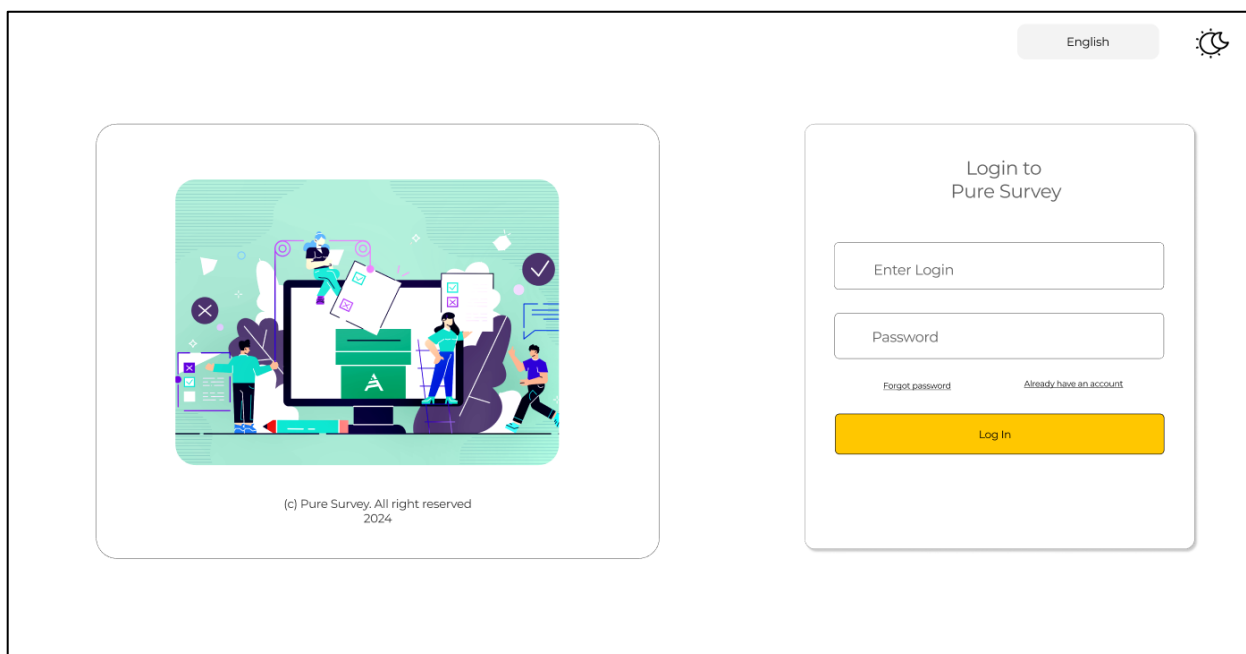 English
Login to
Pure Survey
Enter Login
Password
Forgot password
Already have an account
Log In
(c) Pure Survey. All right reserved
2024